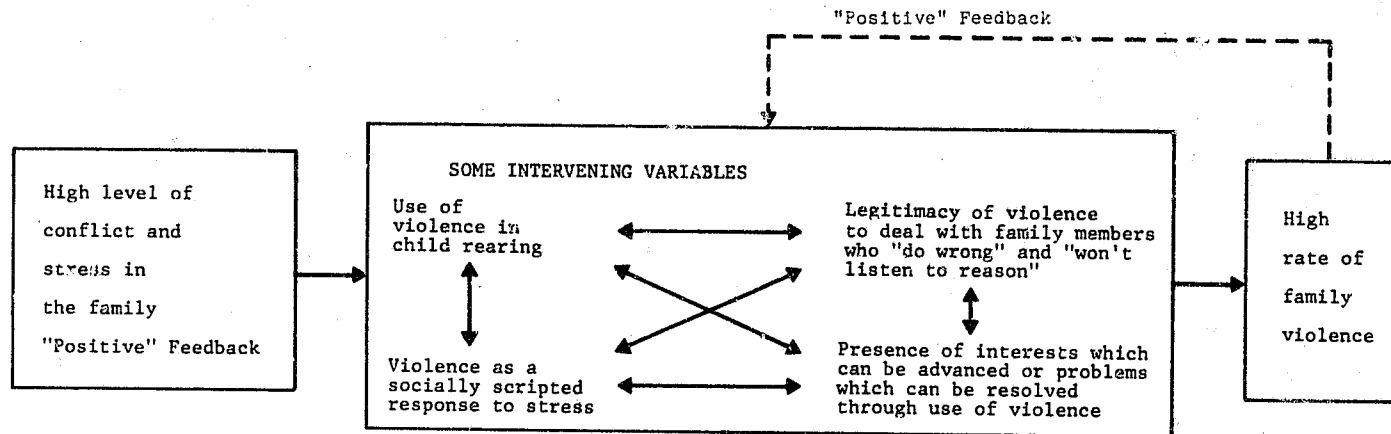 "Positive" Feedback
High level of
conflict and
stress in
the family
"Positive" Feedback
SOME INTERVENING VARIABLES
Use of
violence in
child rearing
Legitimacy of violence
to deal with family members
who "do wrong" and "won't
listen to reason"
Violence as a
socially scripted
response to stress
Presence of interests which
can be advanced or problems
which can be resolved
through use of violence
High
rate of
family
violence